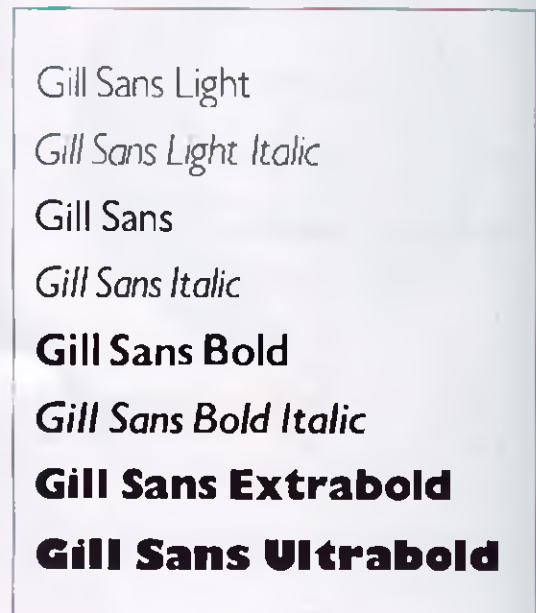 Gill Sans Light
Gill Sans Light Italic
Gill Sans
Gill Sans Italic
Gill Sans Bold
Gill Sans Bold Italic
Gill Sans Extrabold
Gill Sans Ultrabold